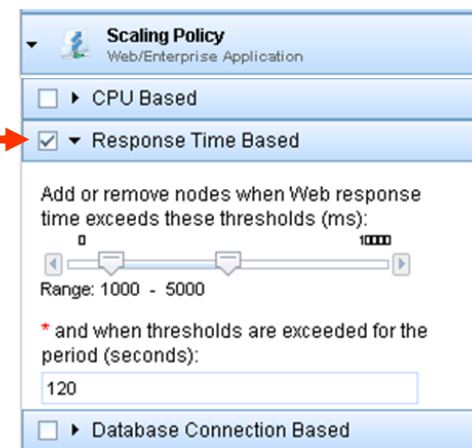 Scaling Policy
Web/Enterprise Application
CPU Based
Response Time Based
Add or remove nodes when Web response
time exceeds these thresholds (ms):
0 10000
Range: 1000 - 5000
* and when thresholds are exceeded for the
period (seconds):
120
Database Connection Based